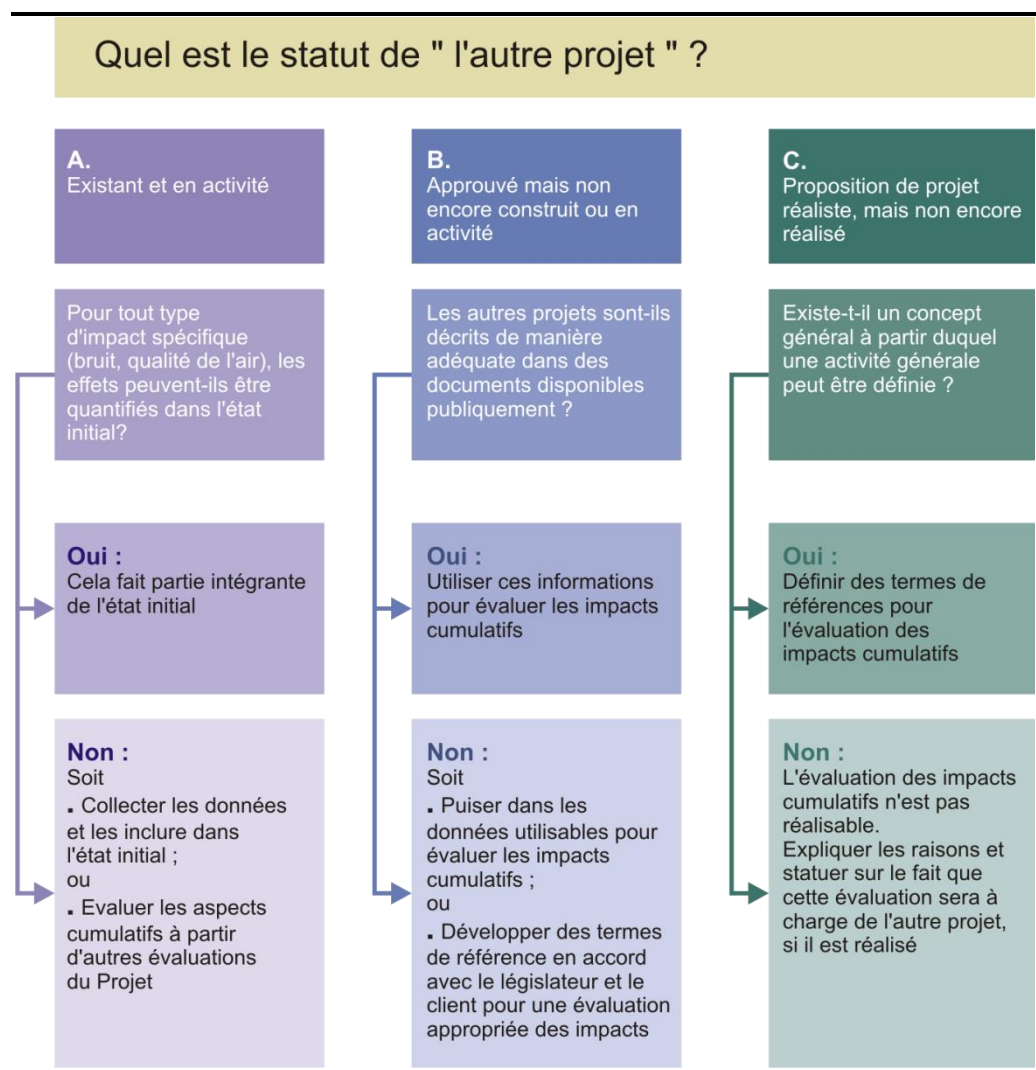 Quel est le statut de " l'autre projet " ?
A.
Existant et en activité
Pour tout type
d'impact spécifique
(bruit, qualité de l'air), les
effets peuvent-ils être
quantifiés dans l'état
initial?
Oui :
Cela fait partie intégrante
de l'état initial
Non :
Soit
. Collecter les données
et les inclure dans
l'état initial ;
ou
. Evaluer les aspects
cumulatifs à partir
d'autres évaluations
du Projet
B.
Approuvé mais non
encore construit ou en
activité
Les autres projets sont-ils
décrits de manière
adéquate dans des
documents disponibles
publiquement ?
Oui :
Utiliser ces informations
pour évaluer les impacts
cumulatifs
Non :
Soit
. Puiser dans les
données utilisables pour
évaluer les impacts
cumulatifs ;
ou
. Développer des termes
de référence en accord
avec le législateur et le
client pour une évaluation
appropriée des impacts
C.
Proposition de projet
réaliste, mais non encore
réalisé
Existe-t-il un concept
général à partir duquel
une activité générale
peut être définie ?
Oui :
Définir des termes de
références pour
l'évaluation des
impacts cumulatifs
Non :
L'évaluation des impacts
cumulatifs n'est pas
réalisable.
Expliquer les raisons et
statuer sur le fait que
cette évaluation sera à
charge de l'autre projet,
si il est réalisé